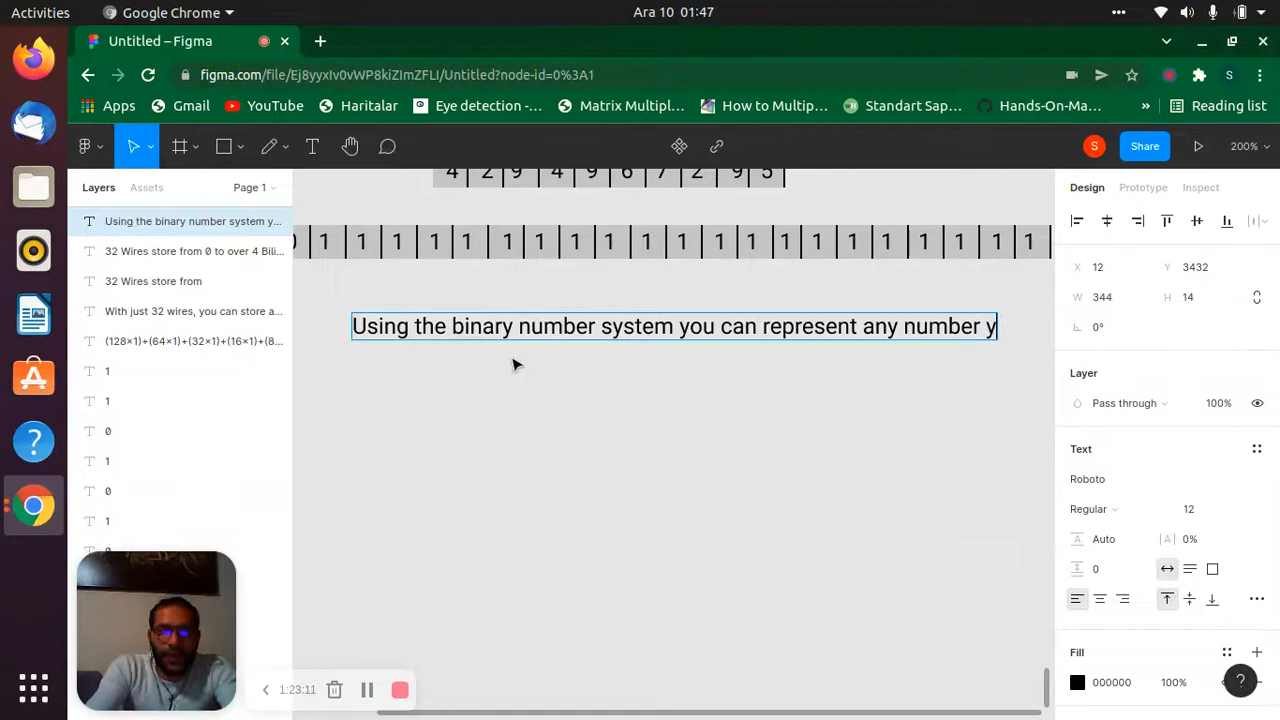 Activities
Google Chrome
Ara 10 01:47
Untitled – Figma
figma.com/file/Ej8yyxIv0vWP8kiZImZFLI/Untitled?node-id=0%3A1
Apps
Gmail
YouTube
Haritalar
Eye detection -...
Matrix Multipl...
How to Multip...
Standart Sap...
Hands-On-Ma...
»
Reading list
S
Share
200%
Layers
Assets
Page 1
Design
Prototype
Inspect
Using the binary number system y...
32 Wires store from 0 to over 4 Bili...
32 Wires store from
With just 32 wires, you can store a...
(128×1)+(64×1)+(32×1)+(16×1)+(8...
1
1
0
1
0
1
4 2 9 4 9 6 7 2 9 5
0 1 1 1 1 1 1 1 1 1 1 1 1 1 1 1 1 1 1 1 1 1
Using the binary number system you can represent any number y
X 12 Y 3432
W 344 H 14
0°
Layer
Pass through 100%
Text
Roboto
Regular 12
Auto 0%
0
Fill
000000 100%
1:23:11
?